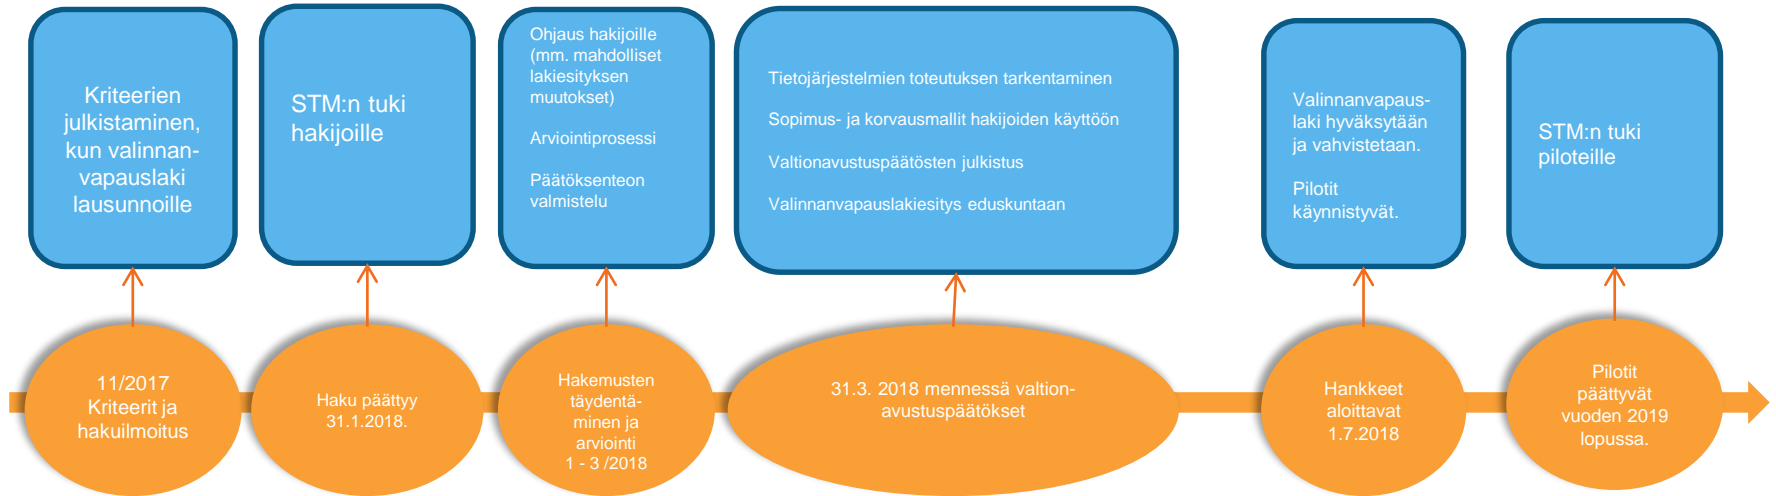 Kriteerien
julkistaminen,
kun valinnan-
vapauslaki
lausunnoille
STM:n tuki
hakijoille
Ohjaus hakijoille
(mm. mahdolliset
lakiesityksen
muutokset)
Arviointiprosessi
Päätöksenteon
valmistelu
Tietojärjestelmien toteutuksen tarkentaminen
Sopimus- ja korvausmallit hakijoiden käyttöön
Valtionavustuspäätösten julkistus
Valinnanvapauslakiesitys eduskuntaan
Valinnanvapaus-
laki hyväksytään
ja vahvistetaan.
Pilotit
käynnistyvät.
STM:n tuki
piloteille
11/2017
Kriteerit ja
hakuilmoitus
Haku päättyy
31.1.2018.
Hakemusten
täydentä-
minen ja
arviointi
1 - 3 /2018
31.3. 2018 mennessä valtion-
avustuspäätökset
Hankkeet
aloittavat
1.7.2018
Pilotit
päättyvät
vuoden 2019
lopussa.